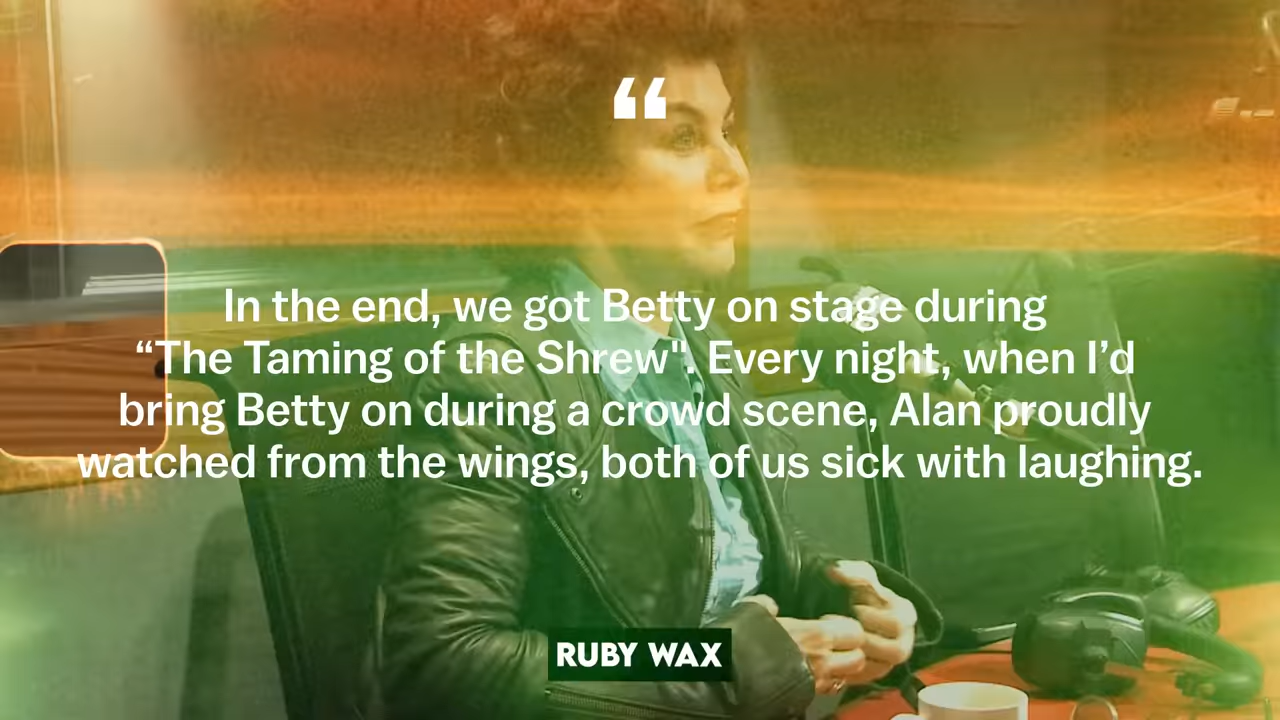 “
In the end, we got Betty on stage during
“The Taming of the Shrew". Every night, when I’d
bring Betty on during a crowd scene, Alan proudly
watched from the wings, both of us sick with laughing.
RUBY WAX